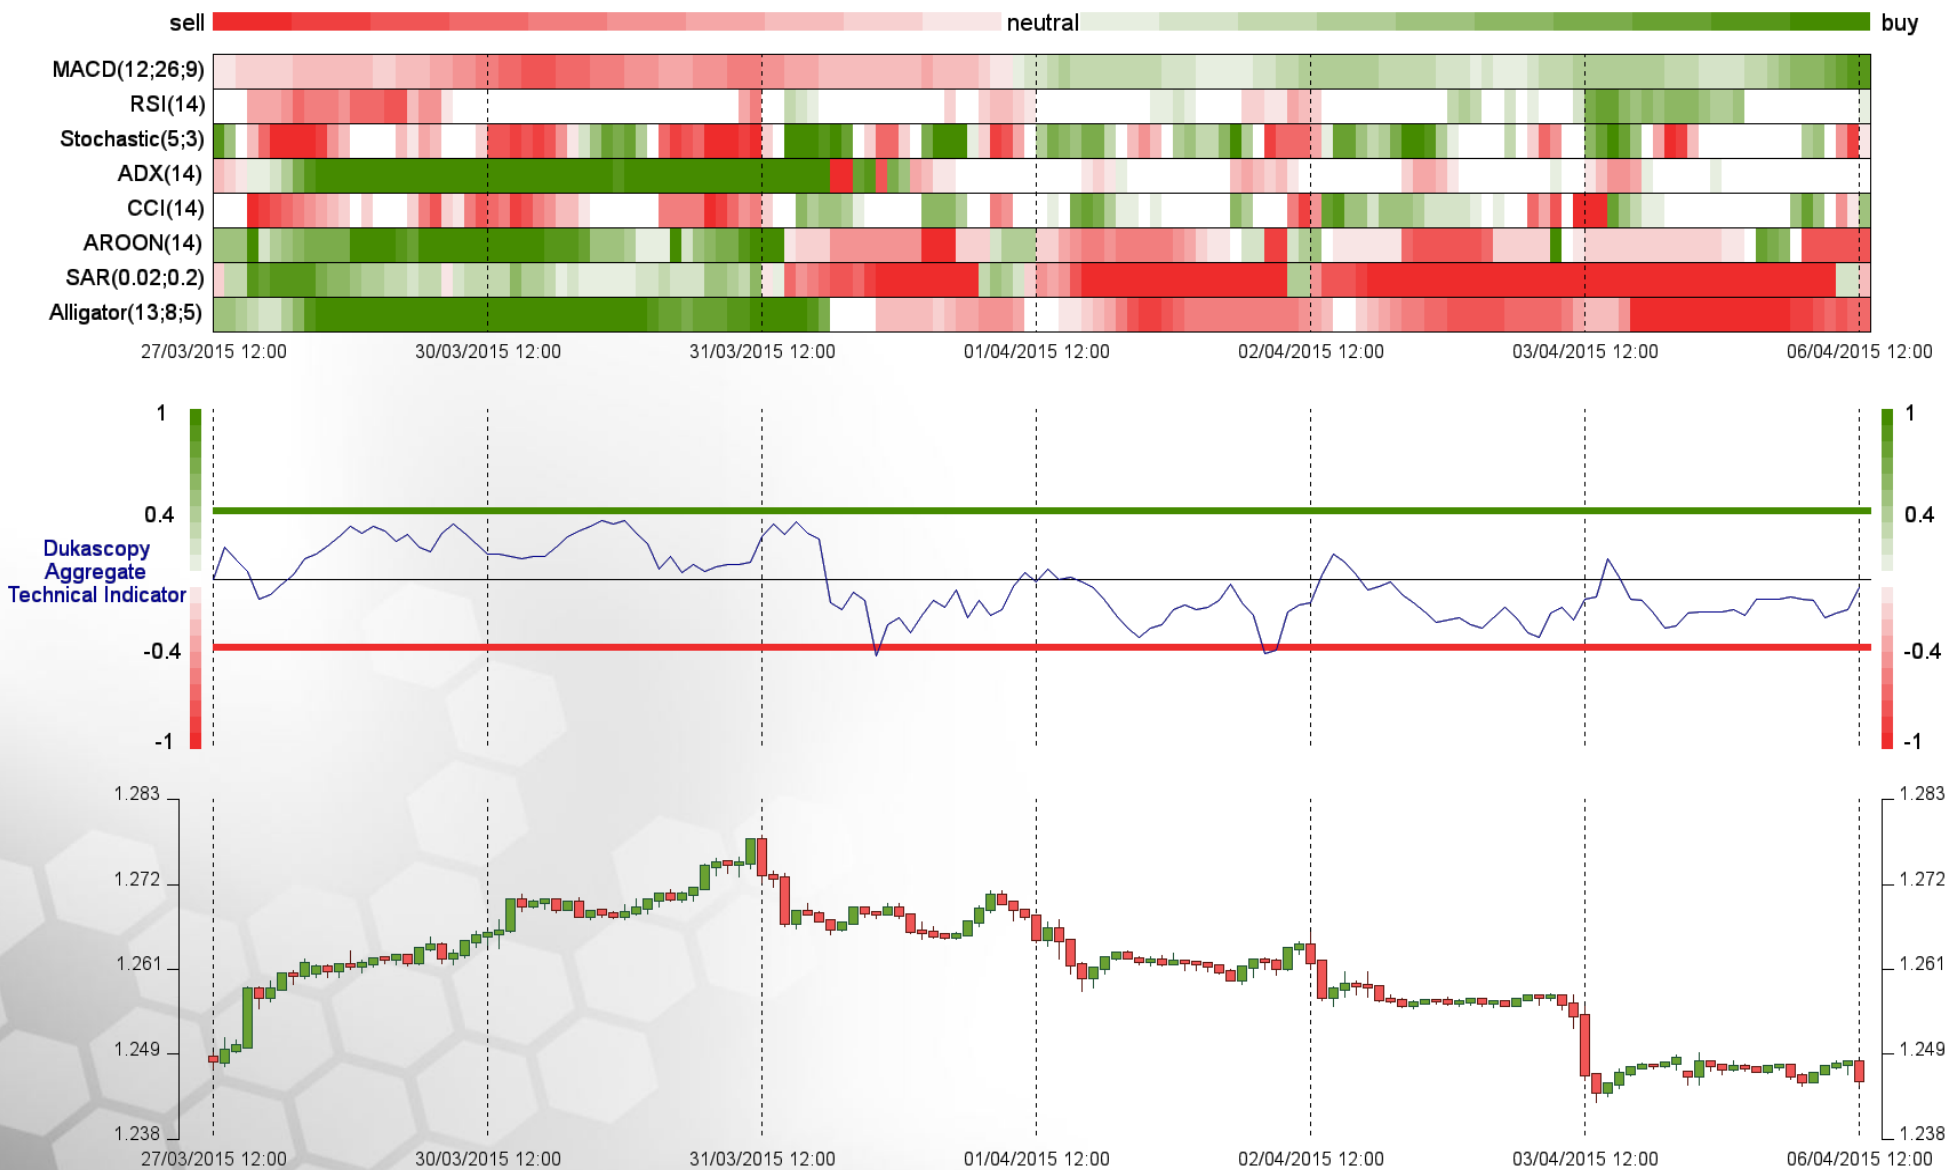 sell neutral buy
MACD(12;26;9)
RSI(14)
Stochastic(5;3)
ADX(14)
CCI(14)
AROON(14)
SAR(0.02;0.2)
Alligator(13;8;5)
27/03/2015 12:00 30/03/2015 12:00 31/03/2015 12:00 01/04/2015 12:00 02/04/2015 12:00 03/04/2015 12:00 06/04/2015 12:00
1 1
0.4 0.4
Dukascopy
Aggregate
Technical Indicator
-0.4 -0.4
-1 -1
1.283 1.283
1.272 1.272
1.261 1.261
1.249 1.249
1.238 1.238
27/03/2015 12:00 30/03/2015 12:00 31/03/2015 12:00 01/04/2015 12:00 02/04/2015 12:00 03/04/2015 12:00 06/04/2015 12:00